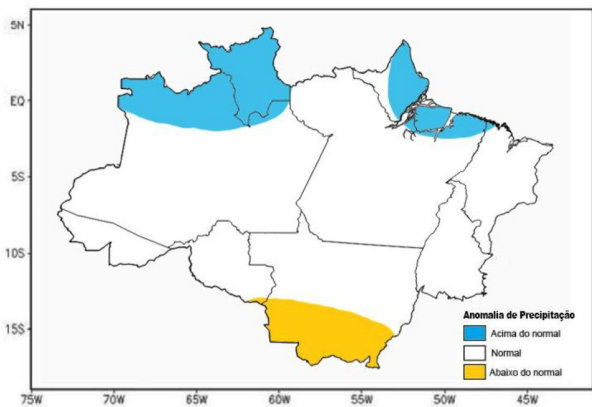 5N
EQ
5S
10S
15S
75W 70W 65W 60W 55W 50W 45W
Anomalia de Precipitação
Acima do normal
Normal
Abaixo do normal